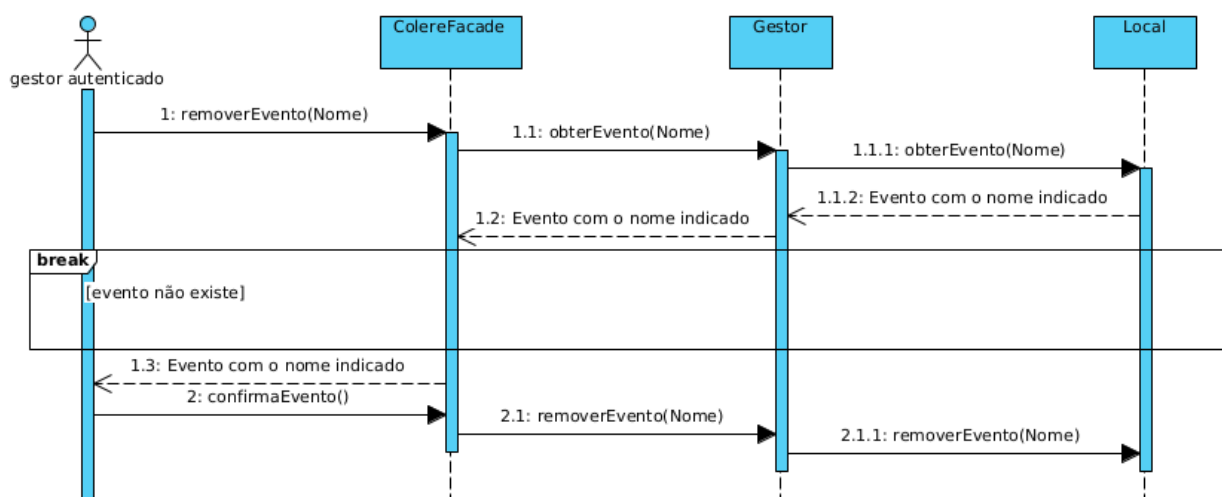 ColereFacade
Gestor
Local
gestor autenticado
1: removerEvento(Nome)
1.1: obterEvento(Nome)
1.1.1: obterEvento(Nome)
1.1.2: Evento com o nome indicado
1.2: Evento com o nome indicado
break
[evento não existe]
1.3: Evento com o nome indicado
2: confirmaEvento()
2.1: removerEvento(Nome)
2.1.1: removerEvento(Nome)